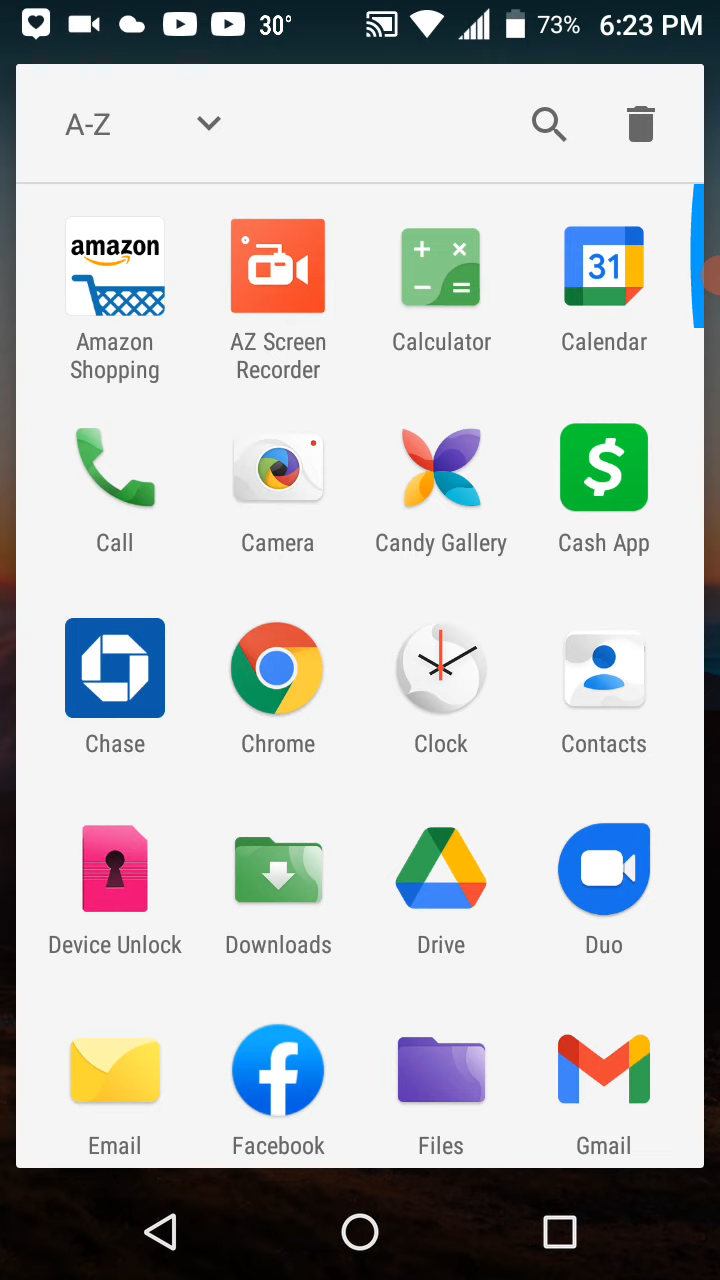 30° 73% 6:23 PM
A-Z
amazon
31
Amazon AZ Screen Calculator Calendar
Shopping Recorder
$
Call Camera Candy Gallery Cash App
Chase Chrome Clock Contacts
Device Unlock Downloads Drive Duo
f
Email Facebook Files Gmail